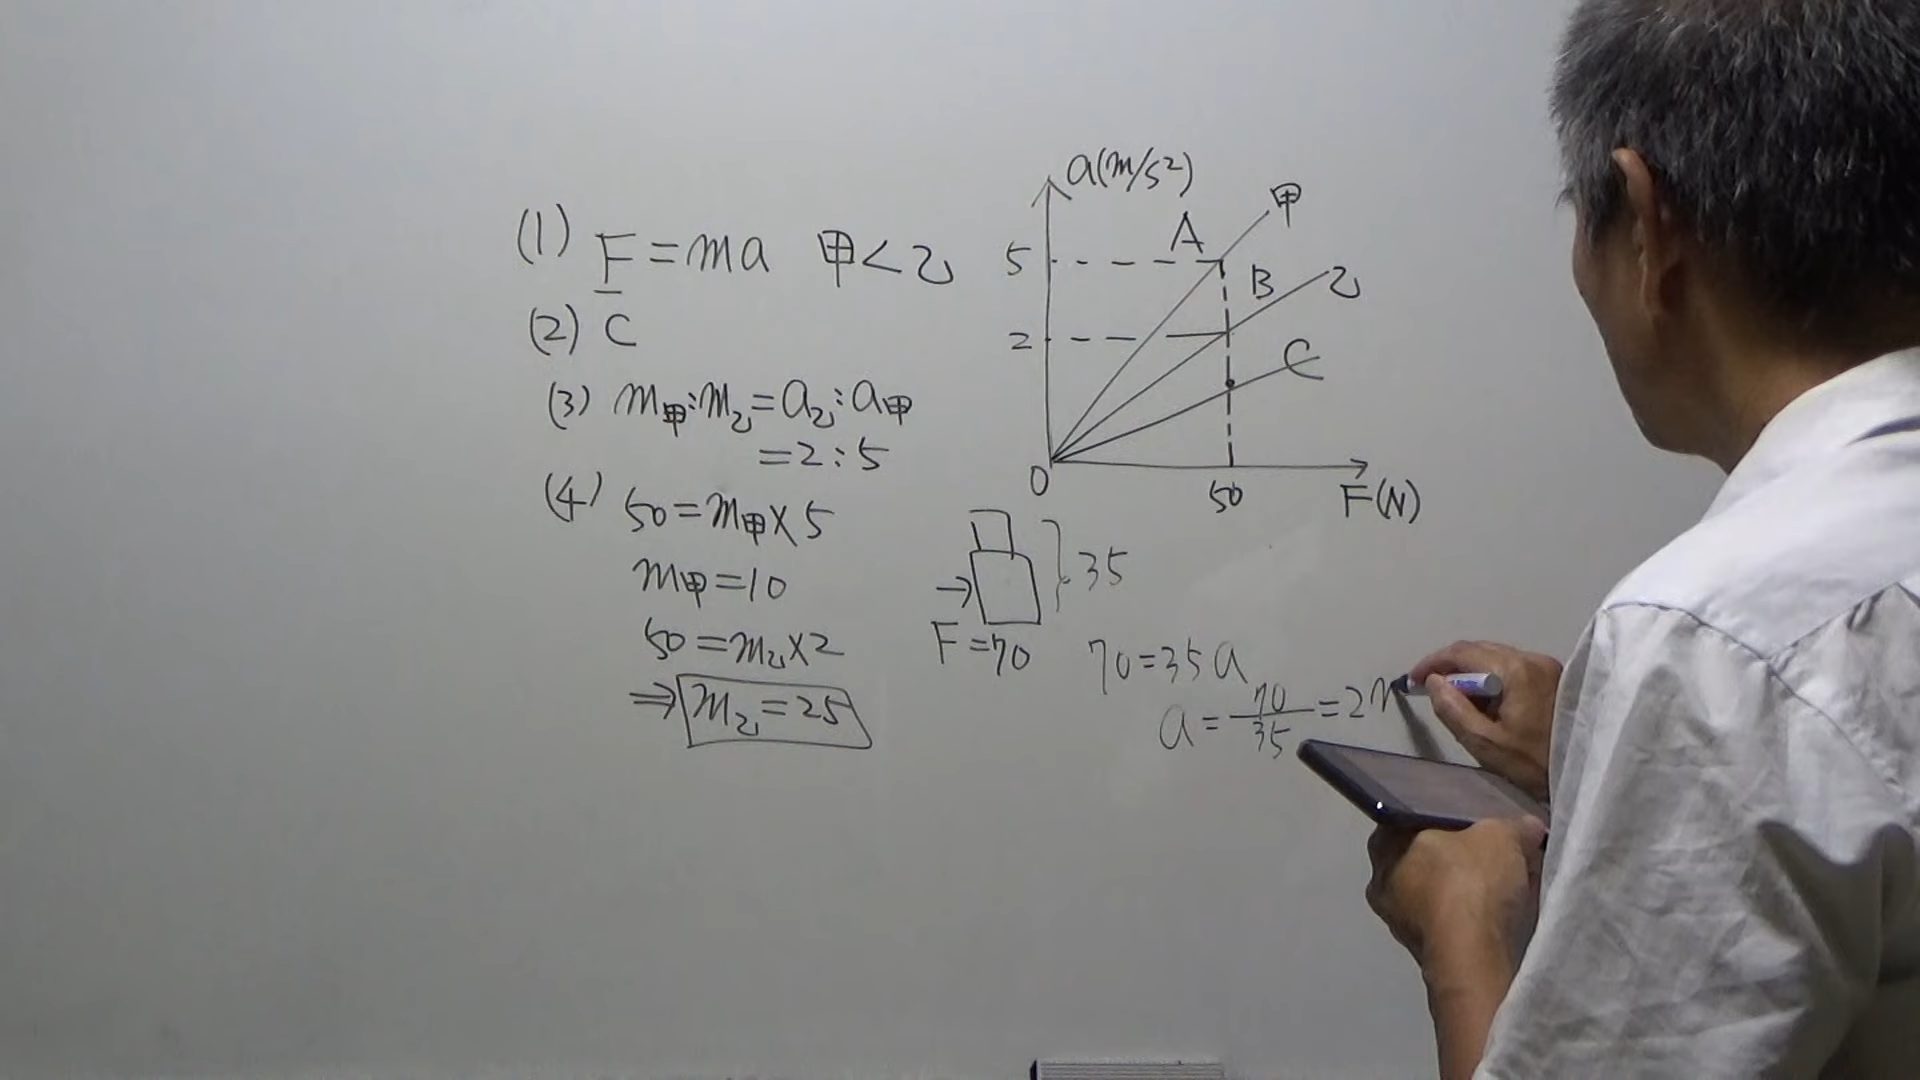 (1) F = ma 甲 < 乙
(2) C
(3) m甲 : m乙 = a乙 : a甲
= 2 : 5
(4) 50 = m甲 × 5
m甲 = 10
50 = m乙 × 2
⇒ m乙 = 25
a(m/s²)
甲
A
5
B
乙
2
C
0
50
F(N)
35
→
F = 70
70 = 35a
a = 70/35 = 2m